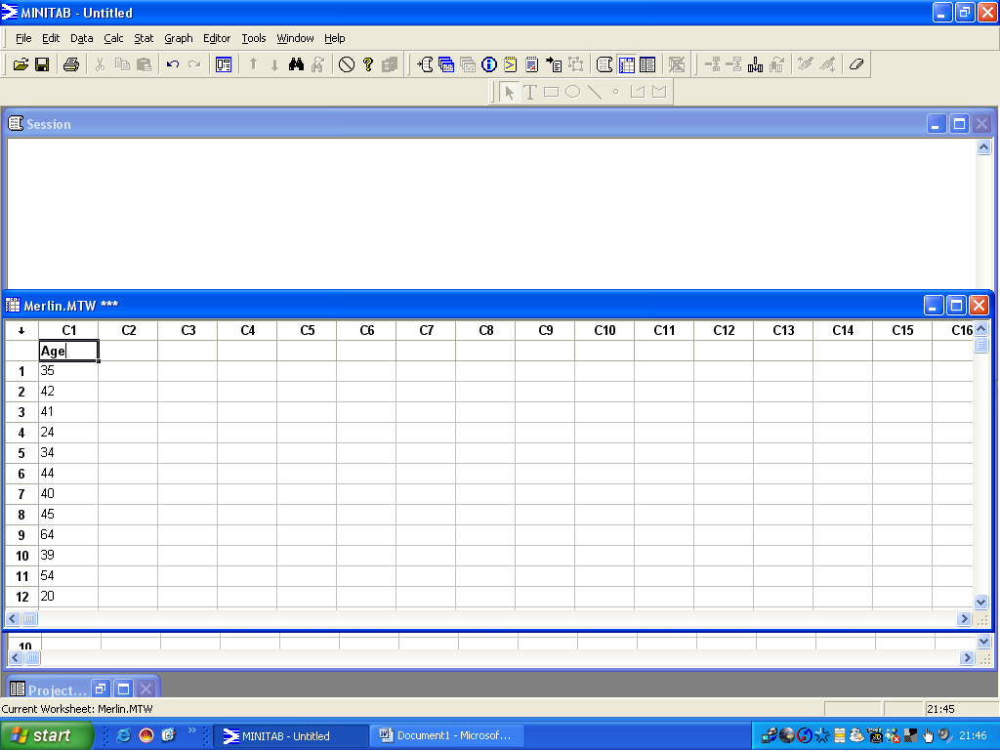 MINITAB - Untitled
File Edit Data Calc Stat Graph Editor Tools Window Help
Session
Merlin.MTW ***
C1 C2 C3 C4 C5 C6 C7 C8 C9 C10 C11 C12 C13 C14 C15 C16
Age
1 35
2 42
3 41
4 24
5 34
6 44
7 40
8 45
9 64
10 39
11 54
12 20
10
Project...
Current Worksheet: Merlin.MTW 21:45
start MINITAB - Untitled Document1 - Microsof... 21:46